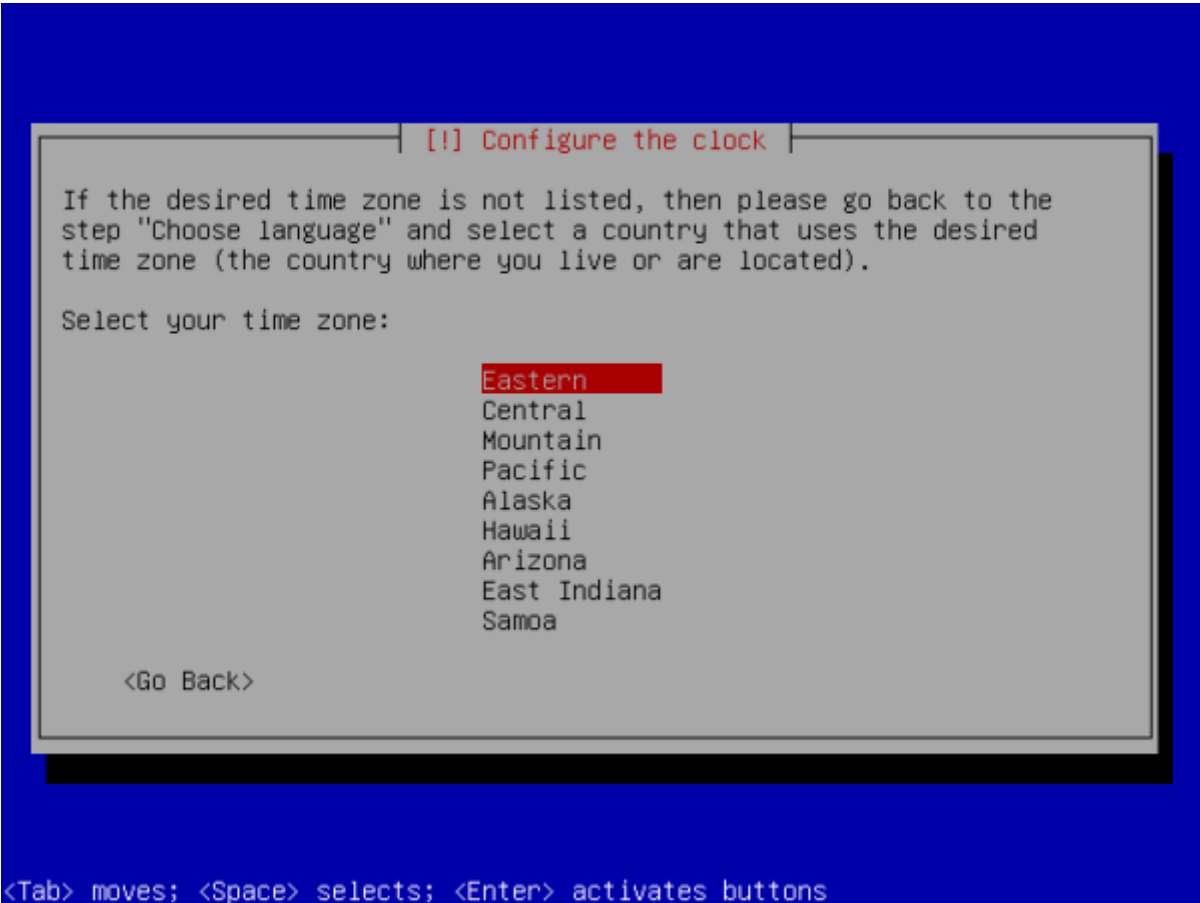 [!] Configure the clock
If the desired time zone is not listed, then please go back to the
step "Choose language" and select a country that uses the desired
time zone (the country where you live or are located).
Select your time zone:
Eastern
Central
Mountain
Pacific
Alaska
Hawaii
Arizona
East Indiana
Samoa
<Go Back>
<Tab> moves; <Space> selects; <Enter> activates buttons